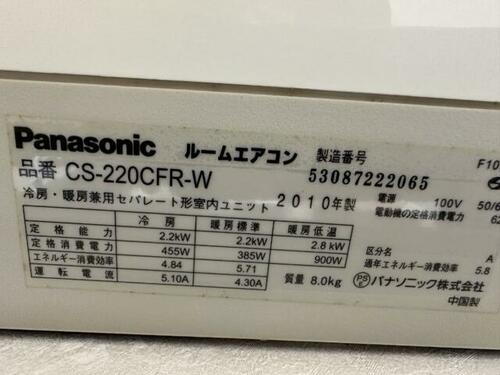 Panasonic ルームエアコン 製造番号 F10
品番 CS-220CFR-W 53087222065
冷房・暖房兼用セパレート形室内ユニット 2010年製
電源 100V 50/6
電動機の定格消費電力 62
冷房 暖房標準 暖房低温
定格能力 2.2kW 2.2kW 2.8kW
定格消費電力 455W 385W 900W
エネルギー消費効率 4.84 5.71
運転電流 5.10A 4.30A
質量 8.0kg
区分名 A
通年エネルギー消費効率 5.8
PS E パナソニック株式会社
中国製